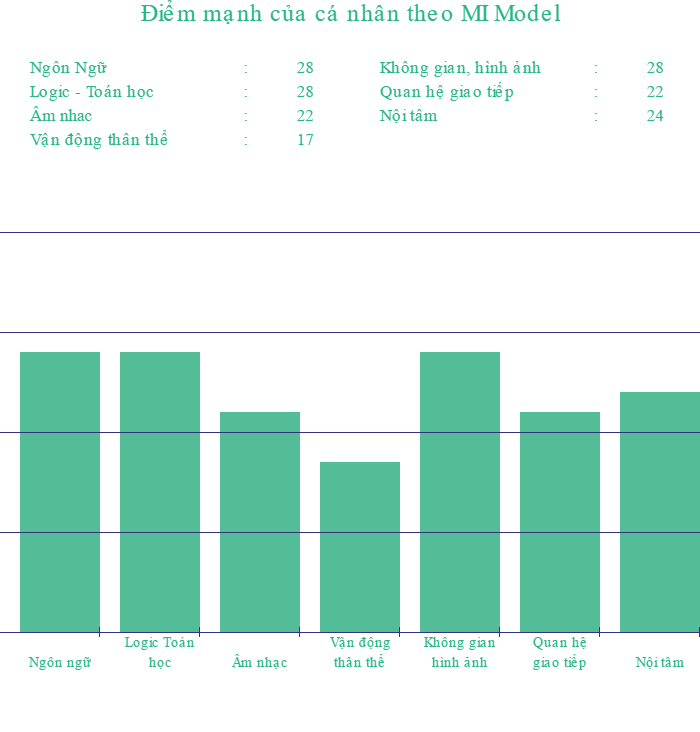 Điểm mạnh của cá nhân theo MI Model
Ngôn Ngữ : 28 Không gian, hình ảnh : 28
Logic - Toán học : 28 Quan hệ giao tiếp : 22
Âm nhac : 22 Nội tâm : 24
Vận động thân thể : 17
Ngôn ngữ
Logic Toán
học
Âm nhạc
Vận động
thân thể
Không gian
hình ảnh
Quan hệ
giao tiếp
Nội tâm